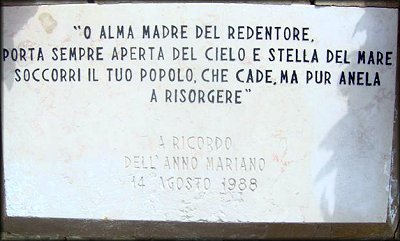 "O ALMA MADRE DEL REDENTORE,
PORTA SEMPRE APERTA DEL CIELO E STELLA DEL MARE
SOCCORRI IL TUO POPOLO, CHE CADE, MA PUR ANELA
A RISORGERE"
A RICORDO
DELL'ANNO MARIANO
14 AGOSTO 1988